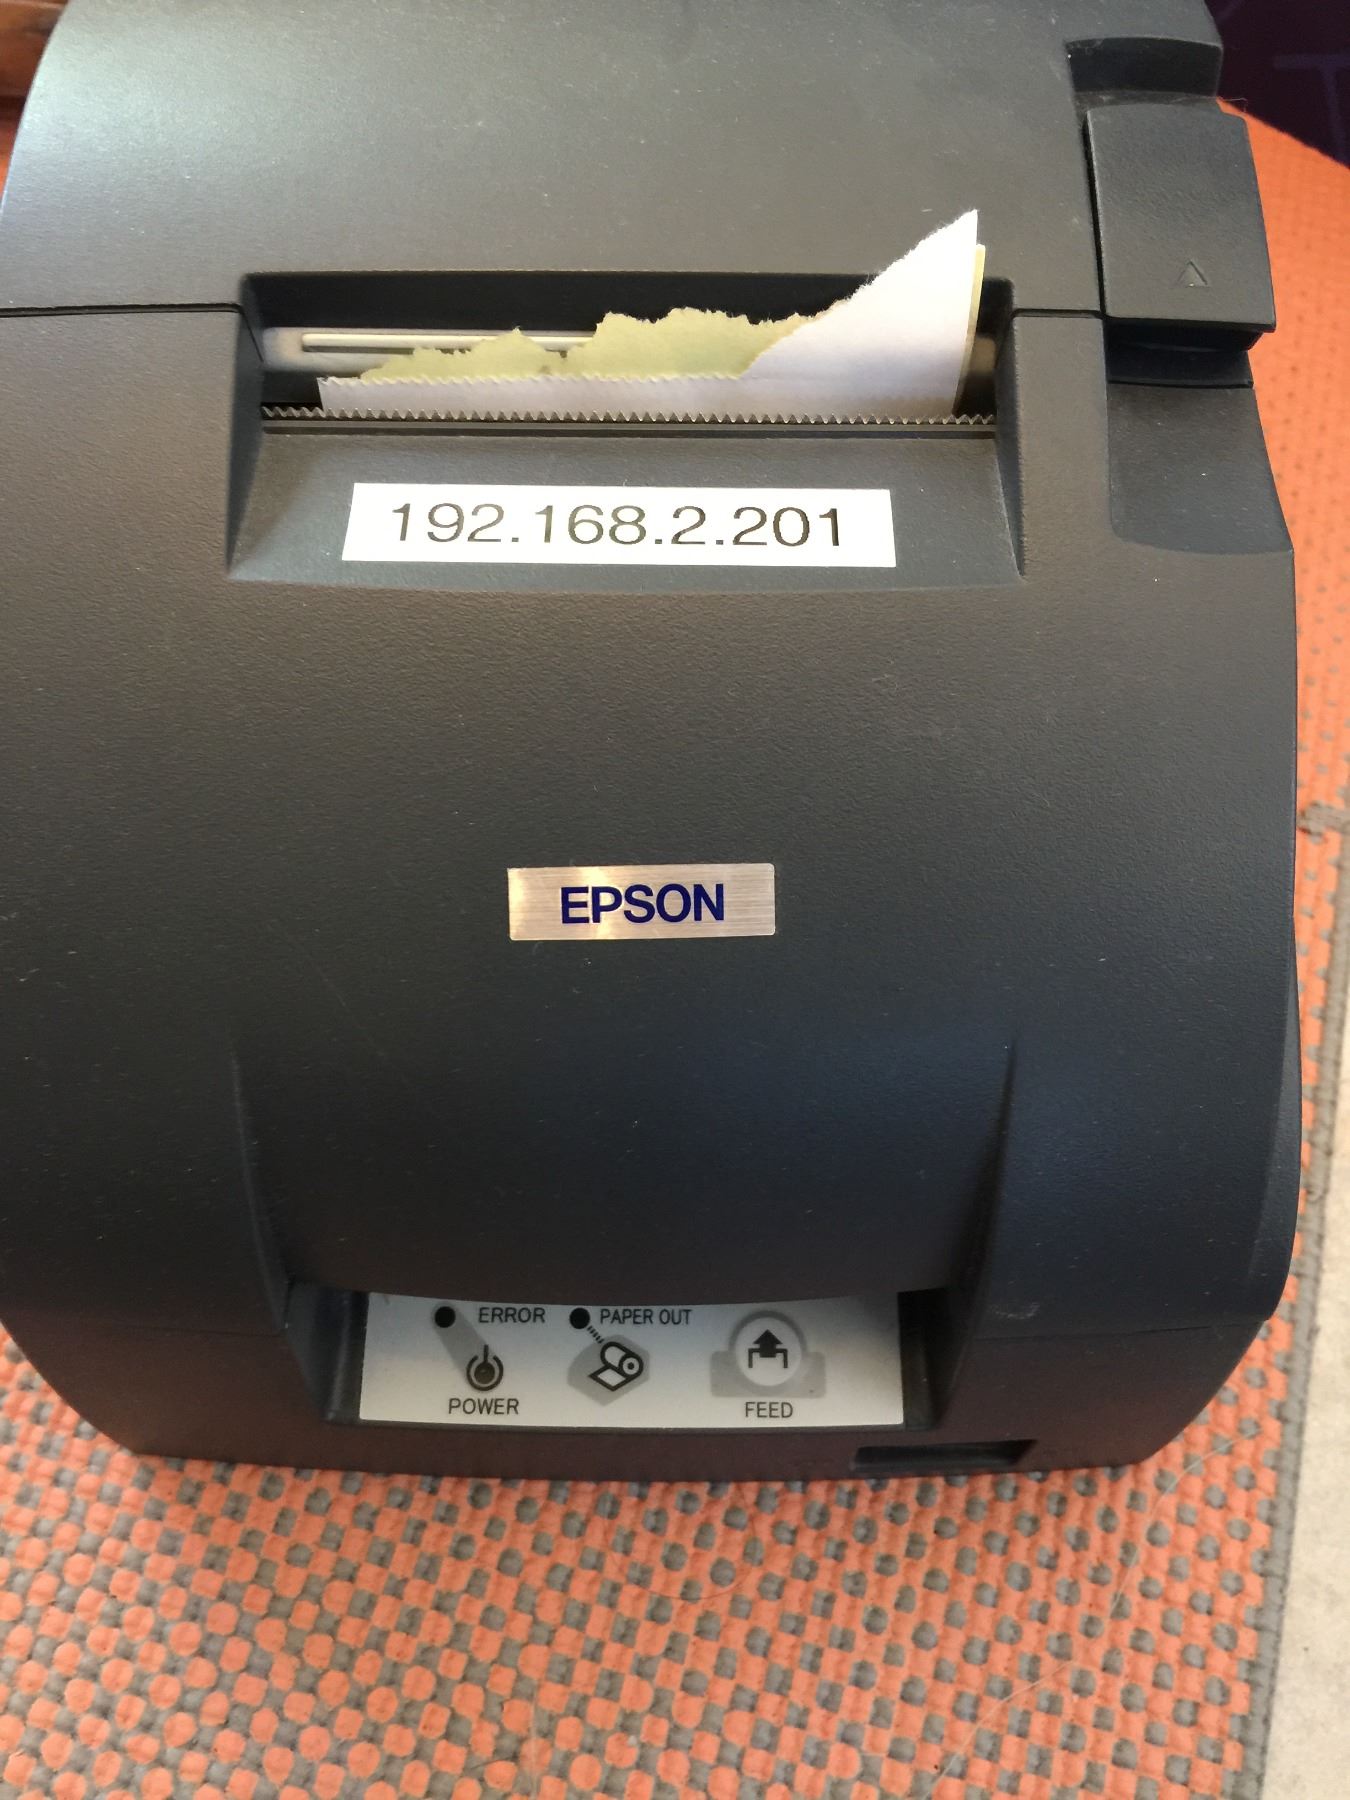 192.168.2.201
EPSON
ERROR PAPER OUT
POWER FEED